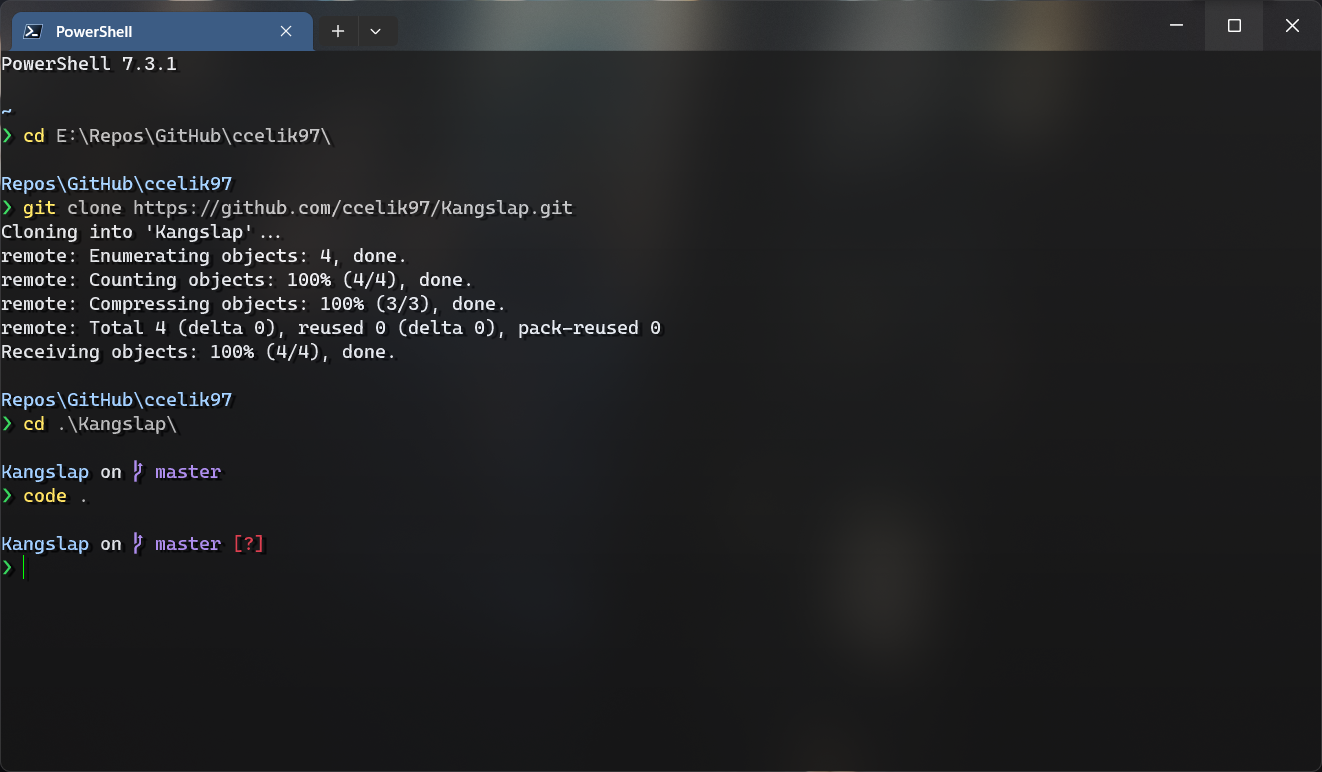 PowerShell
PowerShell 7.3.1
~
❯ cd E:\Repos\GitHub\ccelik97\
Repos\GitHub\ccelik97
❯ git clone https://github.com/ccelik97/Kangslap.git
Cloning into 'Kangslap'...
remote: Enumerating objects: 4, done.
remote: Counting objects: 100% (4/4), done.
remote: Compressing objects: 100% (3/3), done.
remote: Total 4 (delta 0), reused 0 (delta 0), pack-reused 0
Receiving objects: 100% (4/4), done.
Repos\GitHub\ccelik97
❯ cd .\Kangslap\
Kangslap on master
❯ code .
Kangslap on master [?]
❯